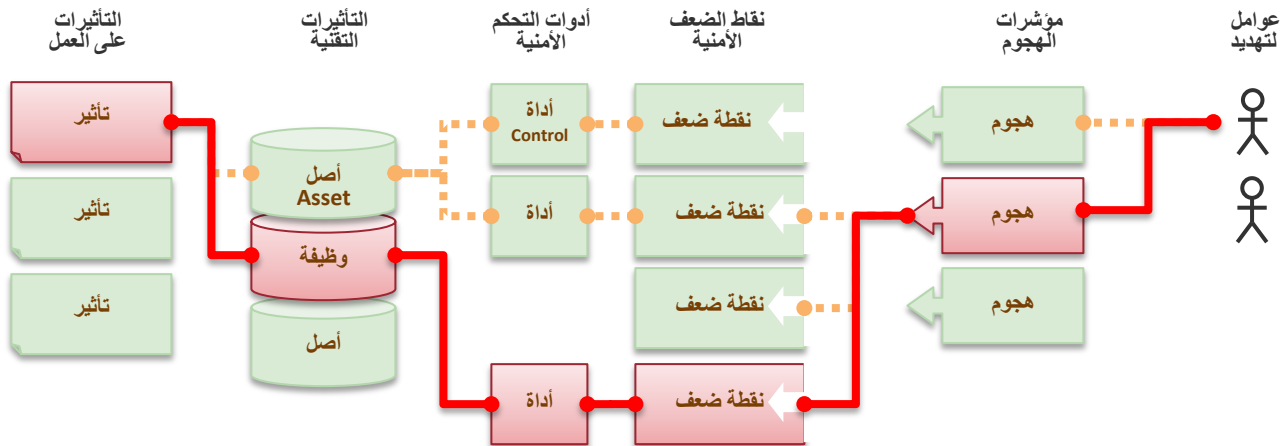 عوامل
لتهديد
مؤشرات
الهجوم
نقاط الضعف
الأمنية
أدوات التحكم
الأمنية
التأثيرات
التقنية
التأثيرات
على العمل
هجوم
نقطة ضعف
أداة
Control
أصل
Asset
تأثير
هجوم
نقطة ضعف
أداة
وظيفة
تأثير
هجوم
نقطة ضعف
أصل
تأثير
نقطة ضعف
أداة